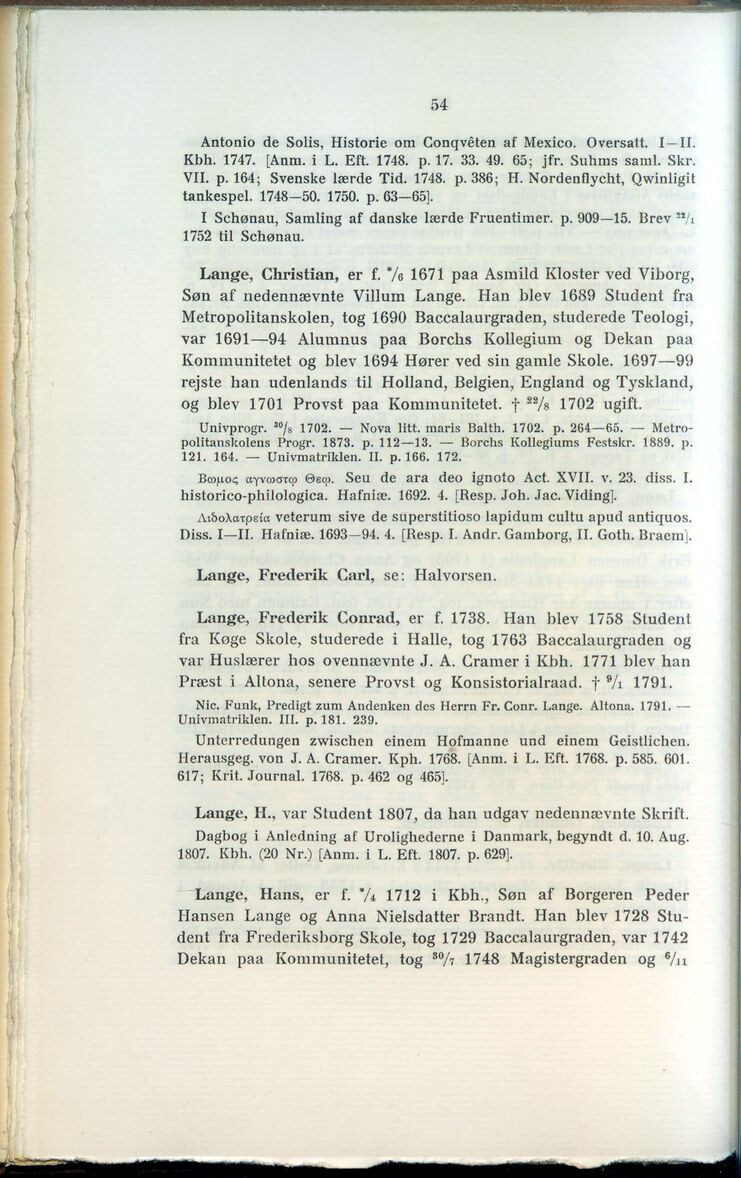 54
Antonio de Solis, Historie om Conqvêten af Mexico. Oversatt. I—II.
Kbh. 1747. [Anm. i L. Eft. 1748. p. 17. 33. 49. 65; jfr. Suhms saml. Skr.
VII. p. 164; Svenske lærde Tid. 1748. p. 386; H. Nordenflycht, Qwinligit
tankespel. 1748—50. 1750. p. 63—65].
I Schønau, Samling af danske lærde Fruentimer. p. 909—15. Brev ²²/₁
1752 til Schønau.
Lange, Christian, er f. */₆ 1671 paa Asmild Kloster ved Viborg,
Søn af nedennævnte Villum Lange. Han blev 1689 Student fra
Metropolitanskolen, tog 1690 Baccalaurgraden, studerede Teologi,
var 1691—94 Alumnus paa Borchs Kollegium og Dekan paa
Kommunitetet og blev 1694 Hører ved sin gamle Skole. 1697—99
rejste han udenlands til Holland, Belgien, England og Tyskland,
og blev 1701 Provst paa Kommunitetet. † ²²/₈ 1702 ugift.
Univprogr. ³⁰/₈ 1702. — Nova litt. maris Balth. 1702. p. 264—65. — Metro-
politanskolens Progr. 1873. p. 112—13. — Borchs Kollegiums Festskr. 1889. p.
121. 164. — Univmatriklen. II. p. 166. 172.
Βωμος αγνωστῳ Θεῳ. Seu de ara deo ignoto Act. XVII. v. 23. diss. I.
historico-philologica. Hafniæ. 1692. 4. [Resp. Joh. Jac. Viding].
Λιδολατρεία veterum sive de superstitioso lapidum cultu apud antiquos.
Diss. I—II. Hafniæ. 1693—94. 4. [Resp. I. Andr. Gamborg, II. Goth. Braem].
Lange, Frederik Carl, se: Halvorsen.
Lange, Frederik Conrad, er f. 1738. Han blev 1758 Student
fra Køge Skole, studerede i Halle, tog 1763 Baccalaurgraden og
var Huslærer hos ovennævnte J. A. Cramer i Kbh. 1771 blev han
Præst i Altona, senere Provst og Konsistorialraad. † ⁹/₁ 1791.
Nic. Funk, Predigt zum Andenken des Herrn Fr. Conr. Lange. Altona. 1791. —
Univmatriklen. III. p. 181. 239.
Unterredungen zwischen einem Hofmanne und einem Geistlichen.
Herausgeg. von J. A. Cramer. Kph. 1768. [Anm. i L. Eft. 1768. p. 585. 601.
617; Krit. Journal. 1768. p. 462 og 465].
Lange, H., var Student 1807, da han udgav nedennævnte Skrift.
Dagbog i Anledning af Urolighederne i Danmark, begyndt d. 10. Aug.
1807. Kbh. (20 Nr.) [Anm. i L. Eft. 1807. p. 629].
Lange, Hans, er f. */₄ 1712 i Kbh., Søn af Borgeren Peder
Hansen Lange og Anna Nielsdatter Brandt. Han blev 1728 Stu-
dent fra Frederiksborg Skole, tog 1729 Baccalaurgraden, var 1742
Dekan paa Kommunitetet, tog ³⁰/₇ 1748 Magistergraden og ⁶/₁₁